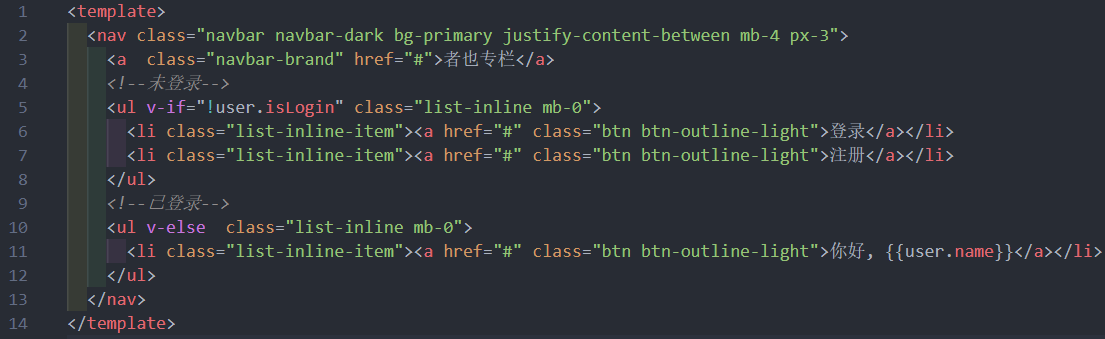 1 <template>
2   <nav class="navbar navbar-dark bg-primary justify-content-between mb-4 px-3">
3     <a  class="navbar-brand" href="#">者也专栏</a>
4     <!--未登录-->
5     <ul v-if="!user.isLogin" class="list-inline mb-0">
6       <li class="list-inline-item"><a href="#" class="btn btn-outline-light">登录</a></li>
7       <li class="list-inline-item"><a href="#" class="btn btn-outline-light">注册</a></li>
8     </ul>
9     <!--已登录-->
10     <ul v-else  class="list-inline mb-0">
11       <li class="list-inline-item"><a href="#" class="btn btn-outline-light">你好, {{user.name}}</a></li>
12     </ul>
13   </nav>
14 </template>